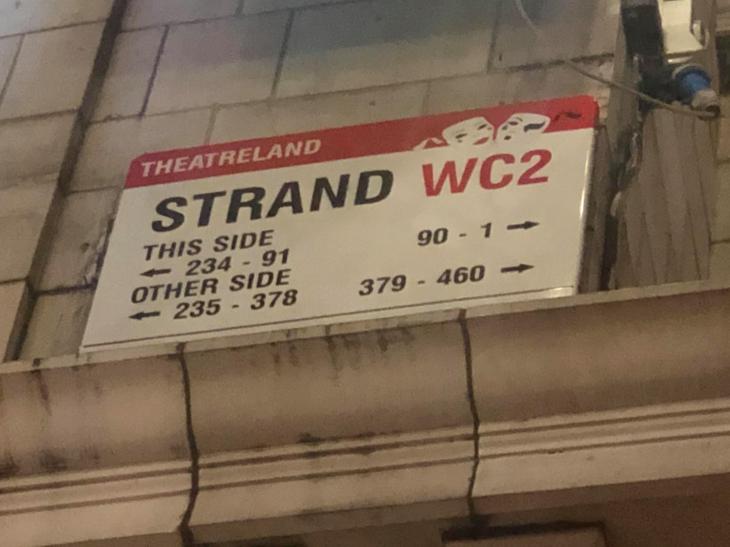 THEATRELAND
STRAND WC2
THIS SIDE
← 234 - 91 90 - 1 →
OTHER SIDE
← 235 - 378 379 - 460 →